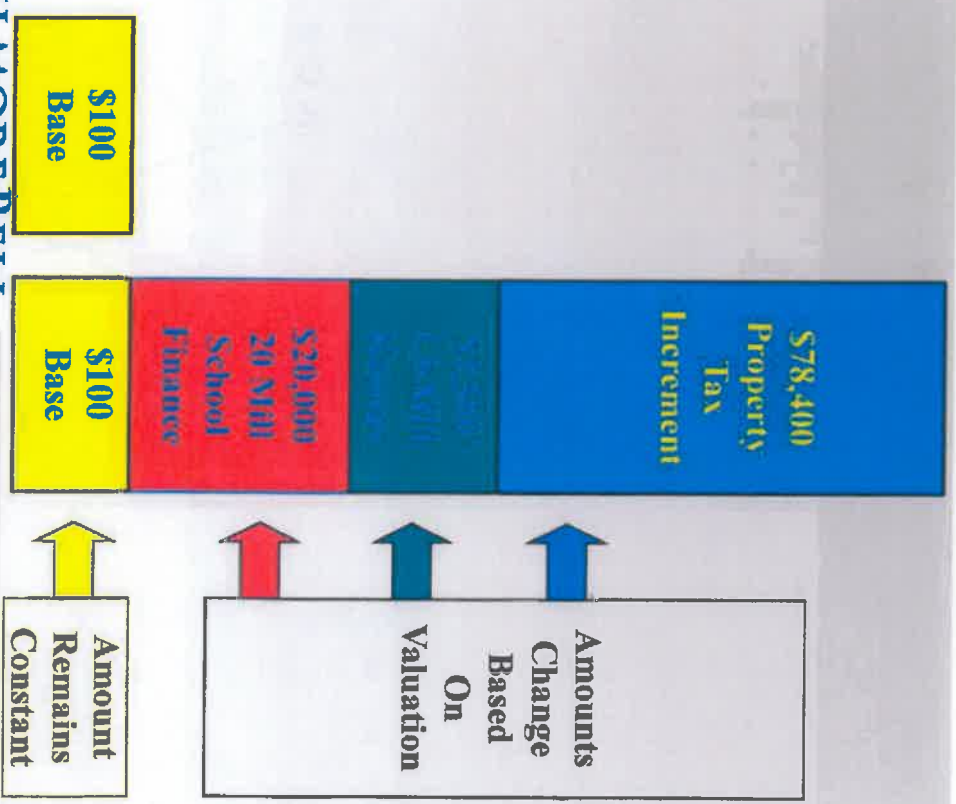 $78,400
Property
Tax
Increment
Amounts
Change
Based
On
Valuation
Mill
$20,000
20 Mill
School
Finance
$100
Base
$100
Base
Amount
Remains
Constant